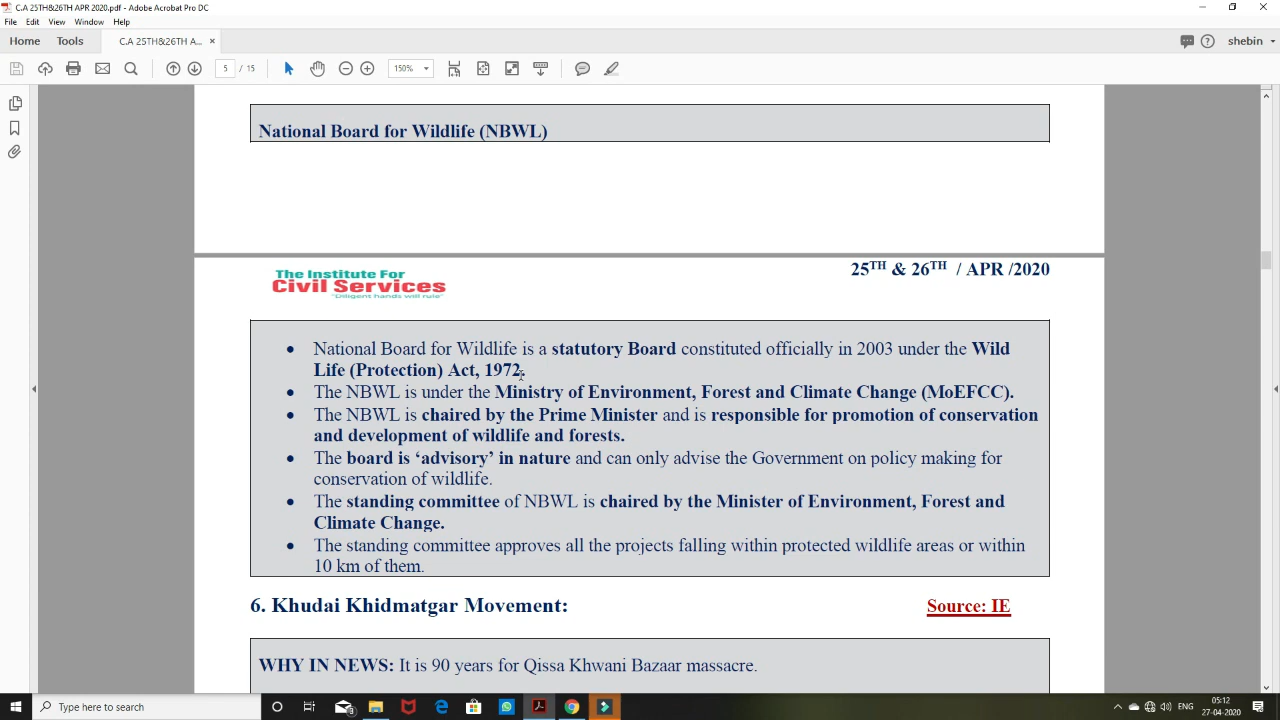 C.A 25TH&26TH APR 2020.pdf - Adobe Acrobat Pro DC
File Edit View Window Help
Home Tools C.A 25TH&26TH A... × shebin
5 / 15 150%
National Board for Wildlife (NBWL)
The Institute For
Civil Services
"Diligent hands will rule"
25TH & 26TH / APR /2020
• National Board for Wildlife is a statutory Board constituted officially in 2003 under the Wild
Life (Protection) Act, 1972.
• The NBWL is under the Ministry of Environment, Forest and Climate Change (MoEFCC).
• The NBWL is chaired by the Prime Minister and is responsible for promotion of conservation
and development of wildlife and forests.
• The board is ‘advisory’ in nature and can only advise the Government on policy making for
conservation of wildlife.
• The standing committee of NBWL is chaired by the Minister of Environment, Forest and
Climate Change.
• The standing committee approves all the projects falling within protected wildlife areas or within
10 km of them.
6. Khudai Khidmatgar Movement: Source: IE
WHY IN NEWS: It is 90 years for Qissa Khwani Bazaar massacre.
Type here to search
ENG
05:12
27-04-2020